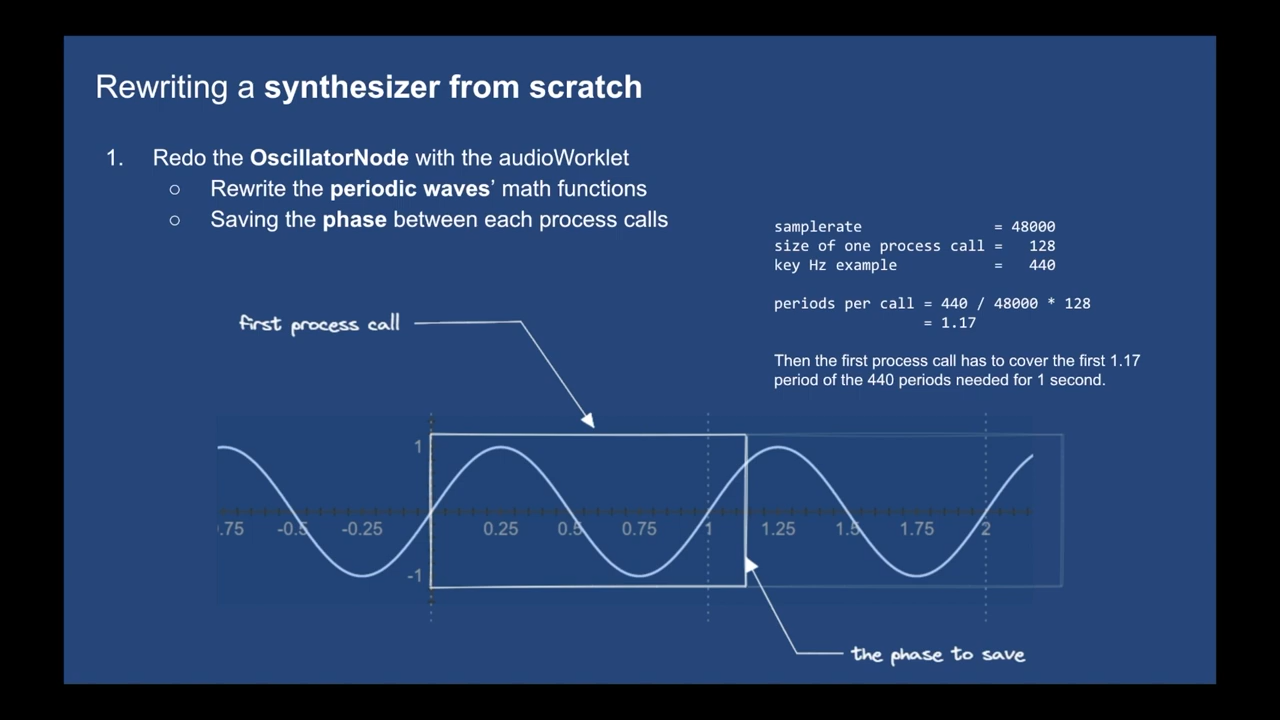 Rewriting a synthesizer from scratch
1. Redo the OscillatorNode with the audioWorklet
○ Rewrite the periodic waves’ math functions
○ Saving the phase between each process calls
samplerate = 48000
size of one process call = 128
key Hz example = 440
periods per call = 440 / 48000 * 128
= 1.17
Then the first process call has to cover the first 1.17
period of the 440 periods needed for 1 second.
first process call
1
.75 -0.5 -0.25 0.25 0.5 0.75 1 1.25 1.5 1.75 2
-1
the phase to save